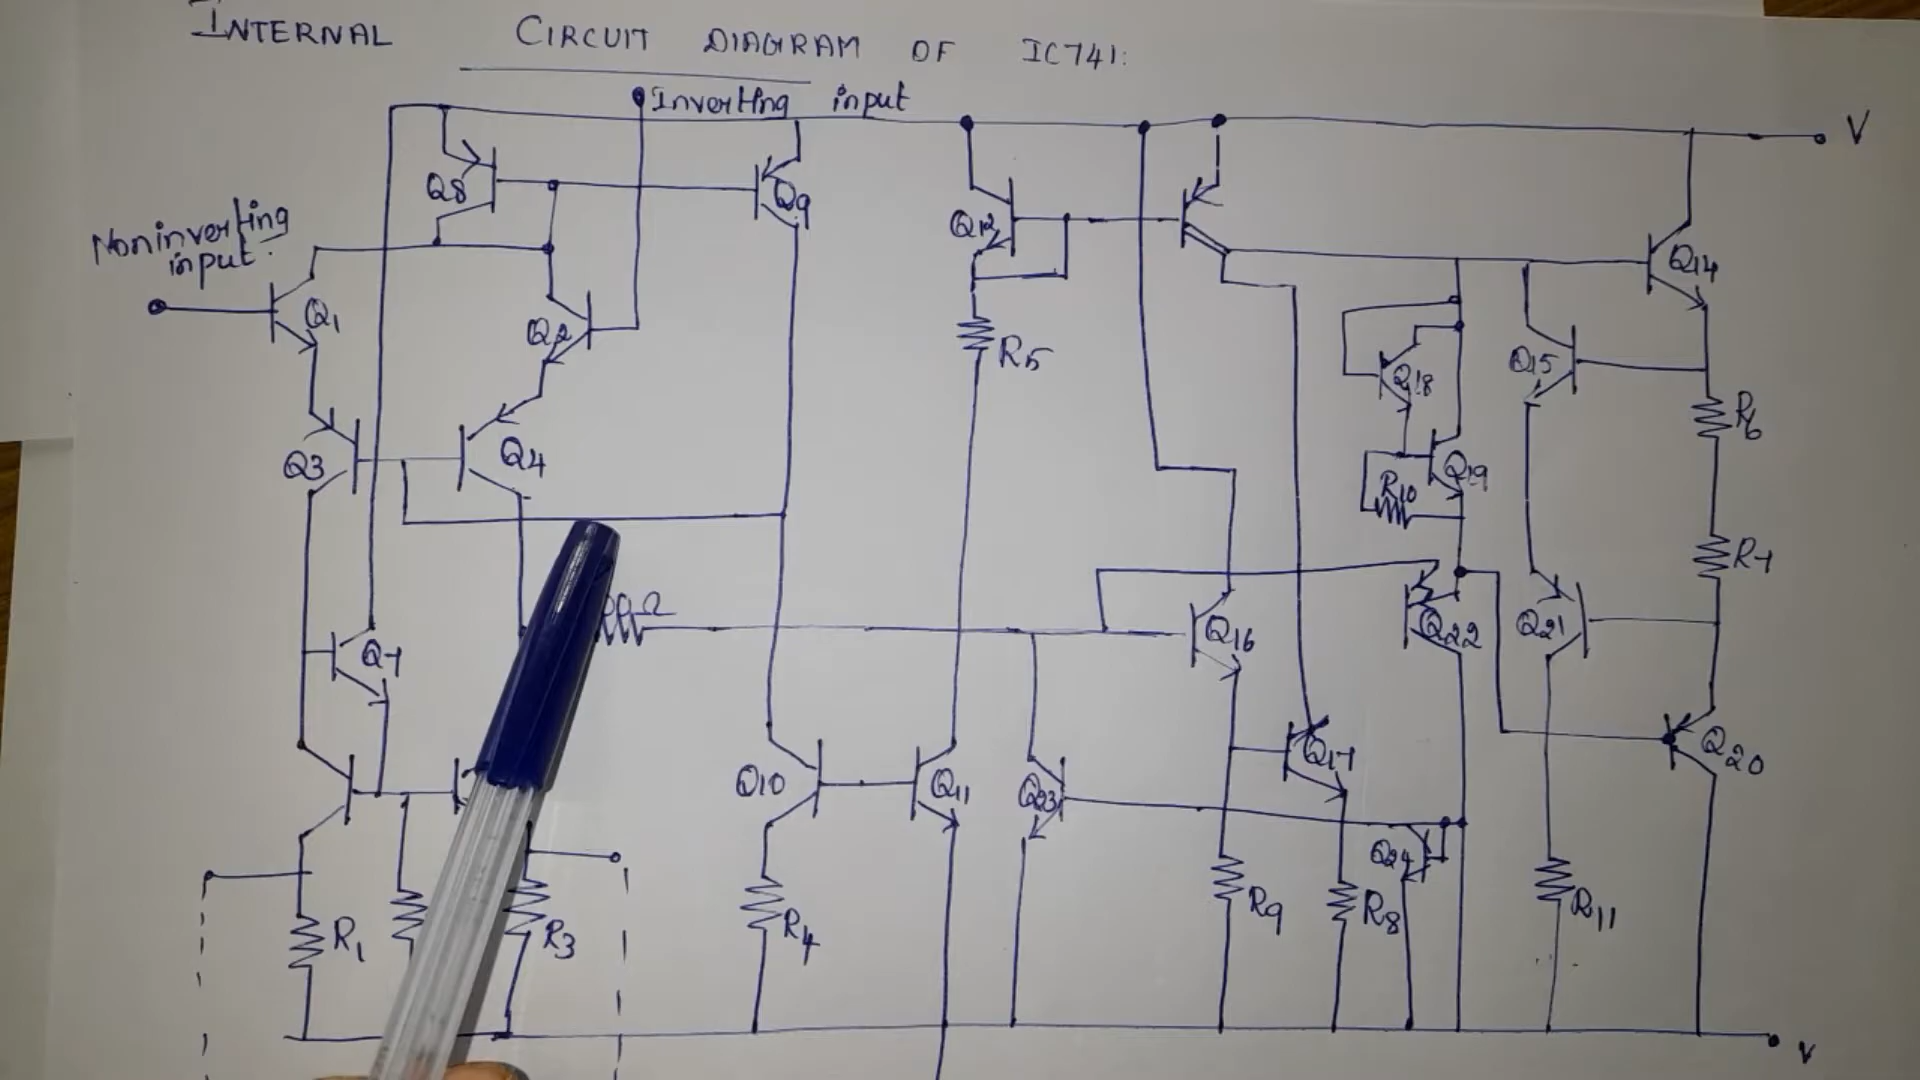 INTERNAL CIRCUIT DIAGRAM OF IC741:
Inverting input
V
Q8
Q9
Noninverting
input.
Q12
Q14
Q1
Q2
R5
Q15
Q18
R6
Q3
Q4
Q19
R10
R7
Q7
Q16
Q22
Q21
Q10
Q11
Q23
Q17
Q20
Q24
R1
R3
R4
R9
R8
R11
V